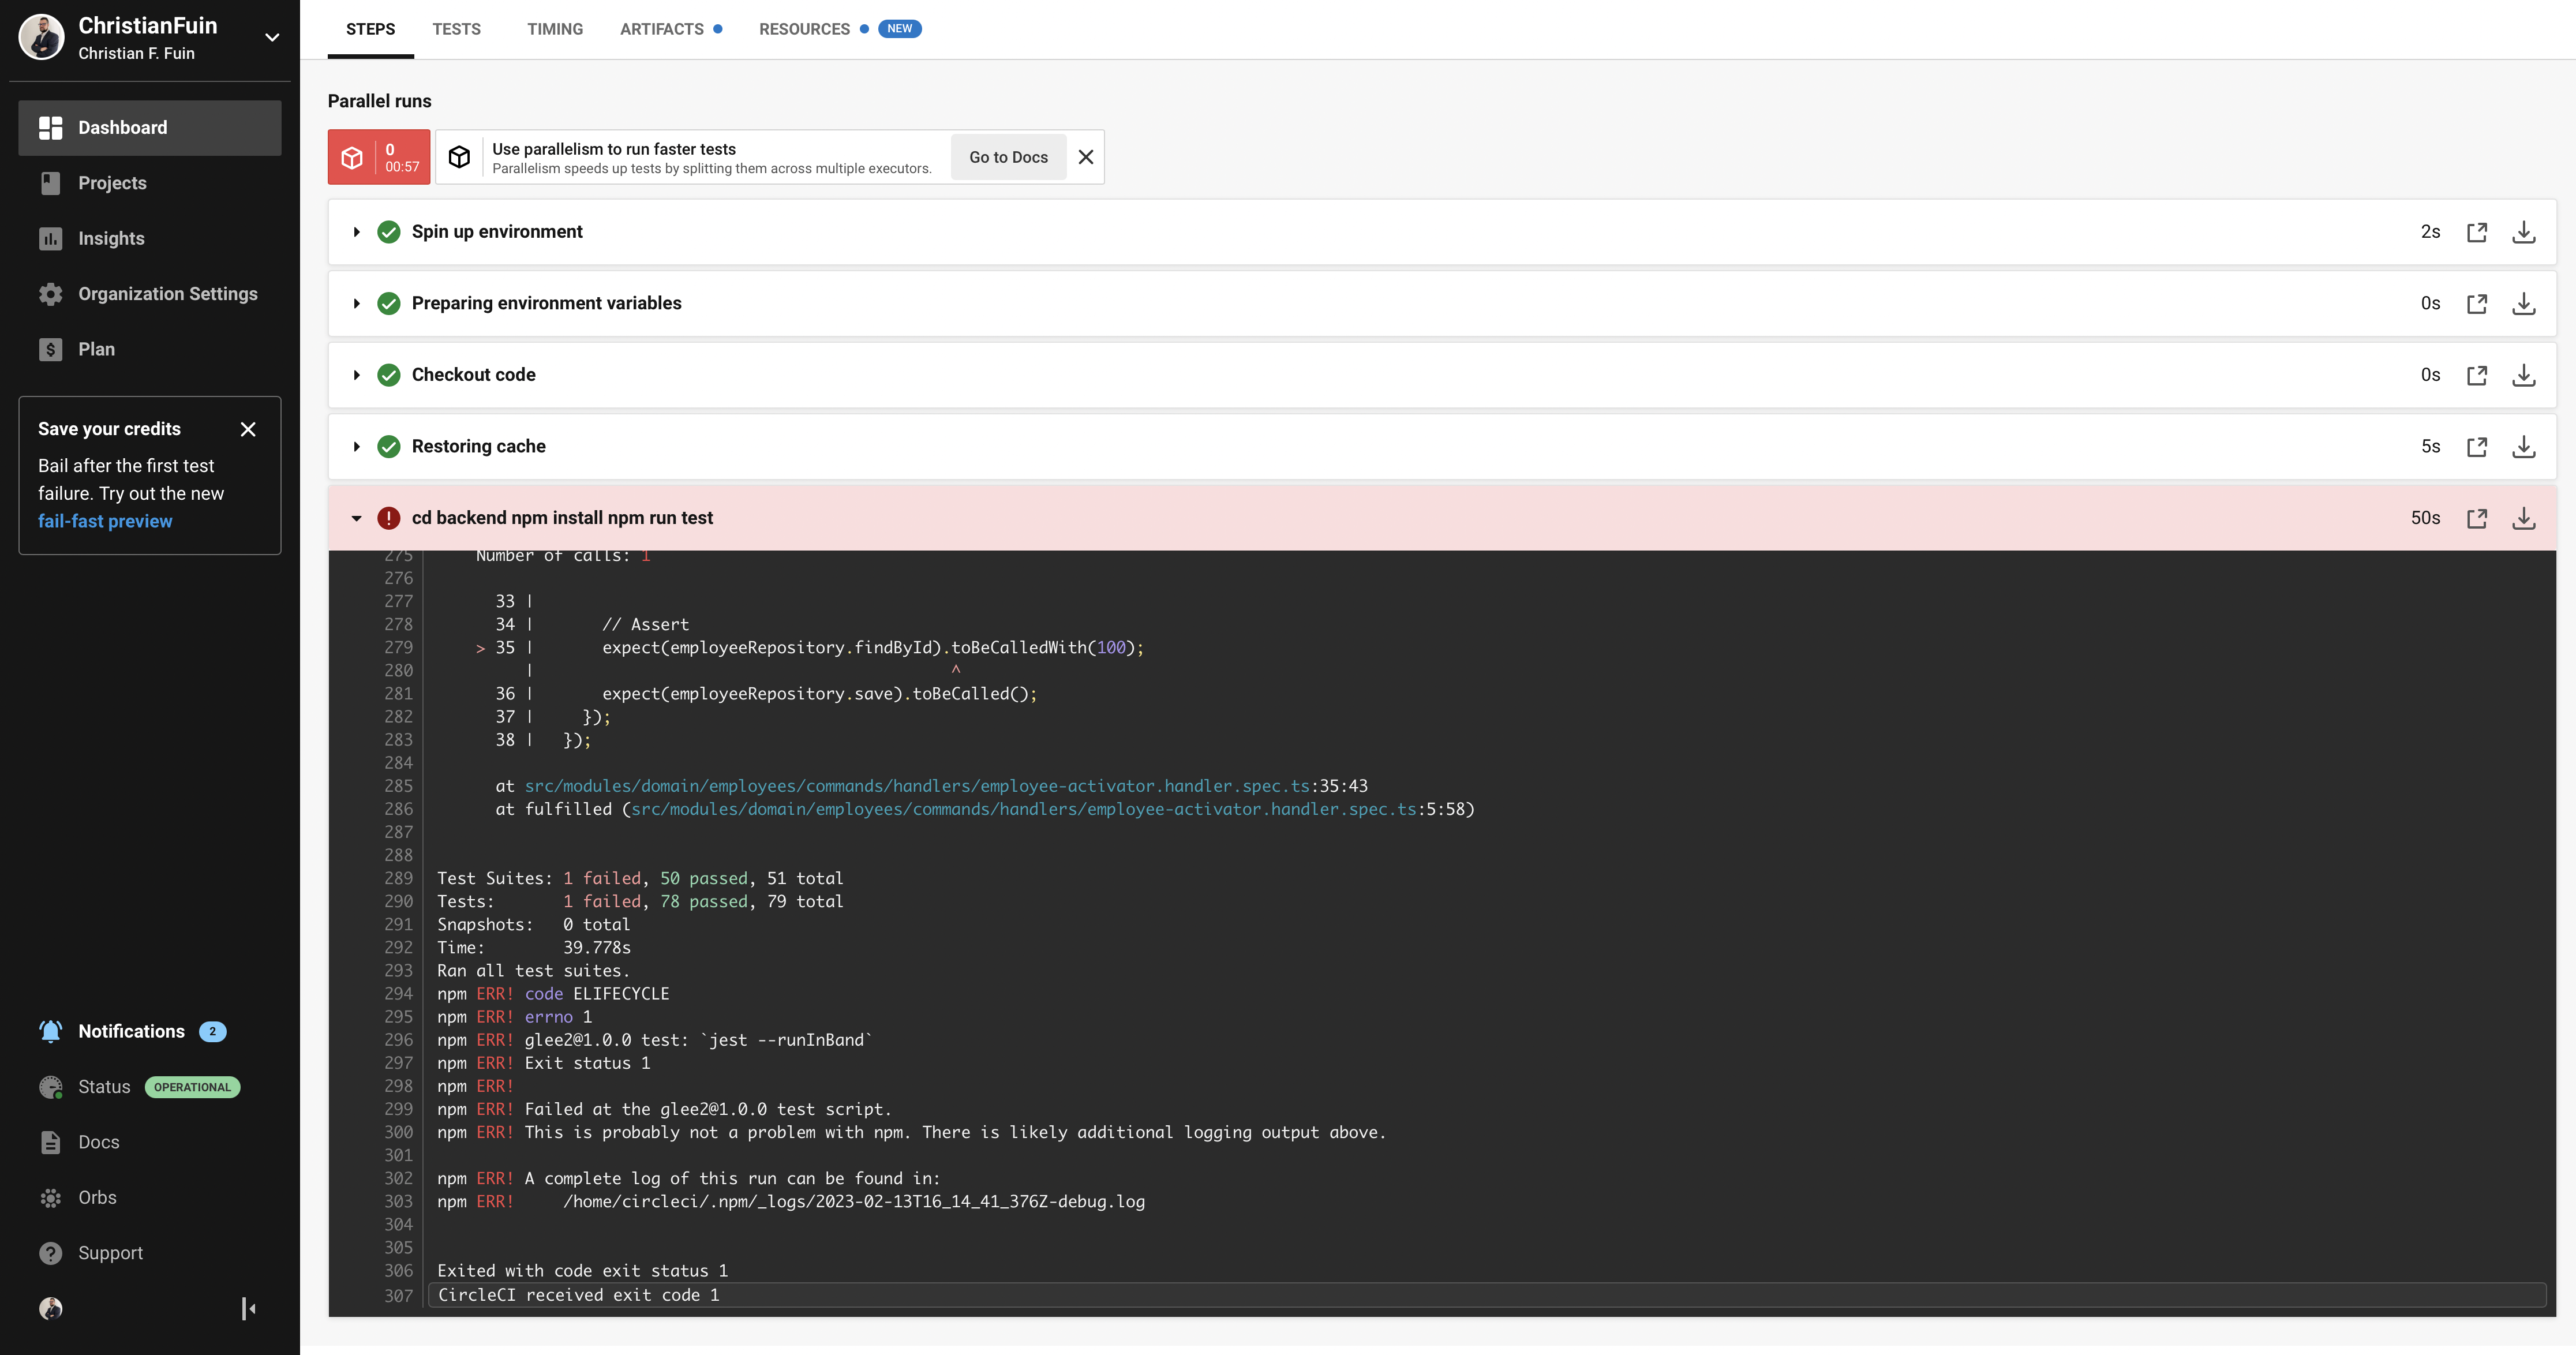 ChristianFuin
Christian F. Fuin
Dashboard
Projects
Insights
Organization Settings
Plan
Save your credits
Bail after the first test
failure. Try out the new
fail-fast preview
Notifications 2
Status OPERATIONAL
Docs
Orbs
Support
STEPS TESTS TIMING ARTIFACTS RESOURCES NEW
Parallel runs
0
00:57
Use parallelism to run faster tests
Parallelism speeds up tests by splitting them across multiple executors.
Go to Docs
Spin up environment 2s
Preparing environment variables 0s
Checkout code 0s
Restoring cache 5s
cd backend npm install npm run test 50s
275 Number of calls: 1
276
277 33 |
278 34 | // Assert
279 > 35 | expect(employeeRepository.findById).toBeCalledWith(100);
280 | ^
281 36 | expect(employeeRepository.save).toBeCalled();
282 37 | });
283 38 | });
284
285 at src/modules/domain/employees/commands/handlers/employee-activator.handler.spec.ts:35:43
286 at fulfilled (src/modules/domain/employees/commands/handlers/employee-activator.handler.spec.ts:5:58)
287
288
289 Test Suites: 1 failed, 50 passed, 51 total
290 Tests: 1 failed, 78 passed, 79 total
291 Snapshots: 0 total
292 Time: 39.778s
293 Ran all test suites.
294 npm ERR! code ELIFECYCLE
295 npm ERR! errno 1
296 npm ERR! glee2@1.0.0 test: `jest --runInBand`
297 npm ERR! Exit status 1
298 npm ERR!
299 npm ERR! Failed at the glee2@1.0.0 test script.
300 npm ERR! This is probably not a problem with npm. There is likely additional logging output above.
301
302 npm ERR! A complete log of this run can be found in:
303 npm ERR! /home/circleci/.npm/_logs/2023-02-13T16_14_41_376Z-debug.log
304
305
306 Exited with code exit status 1
307 CircleCI received exit code 1